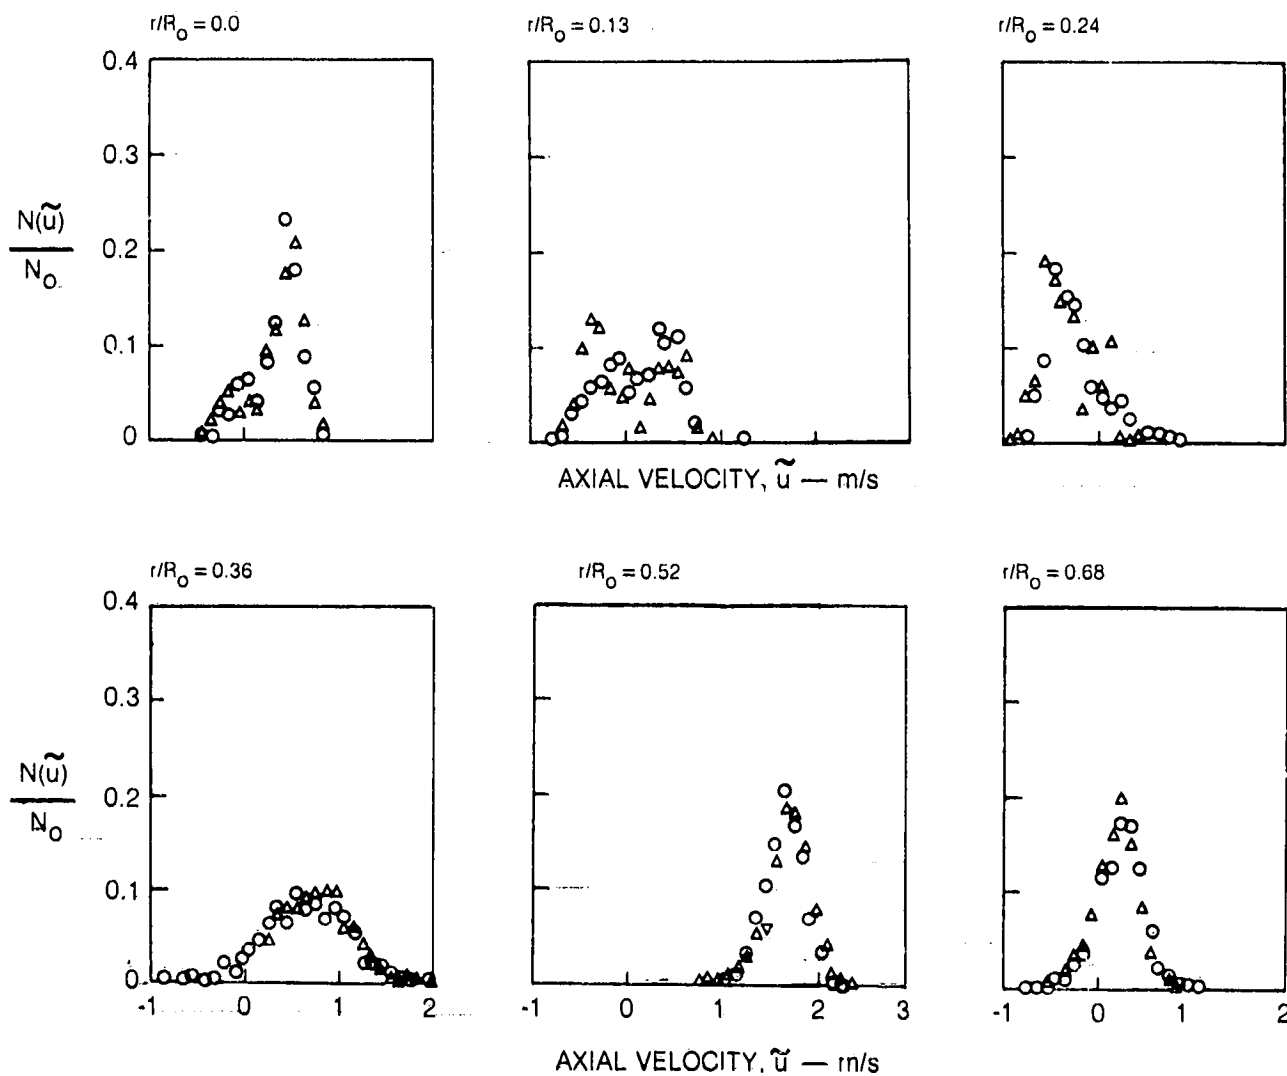 r/R₀ = 0.0
r/R₀ = 0.13
r/R₀ = 0.24
0.4
0.3
0.2
0.1
0
N(ũ)
N₀
AXIAL VELOCITY, ũ — m/s
r/R₀ = 0.36
r/R₀ = 0.52
r/R₀ = 0.68
0.4
0.3
0.2
0.1
0
N(ũ)
N₀
-1 0 1 2
-1 0 1 2 3
-1 0 1 2
AXIAL VELOCITY, ũ — m/s